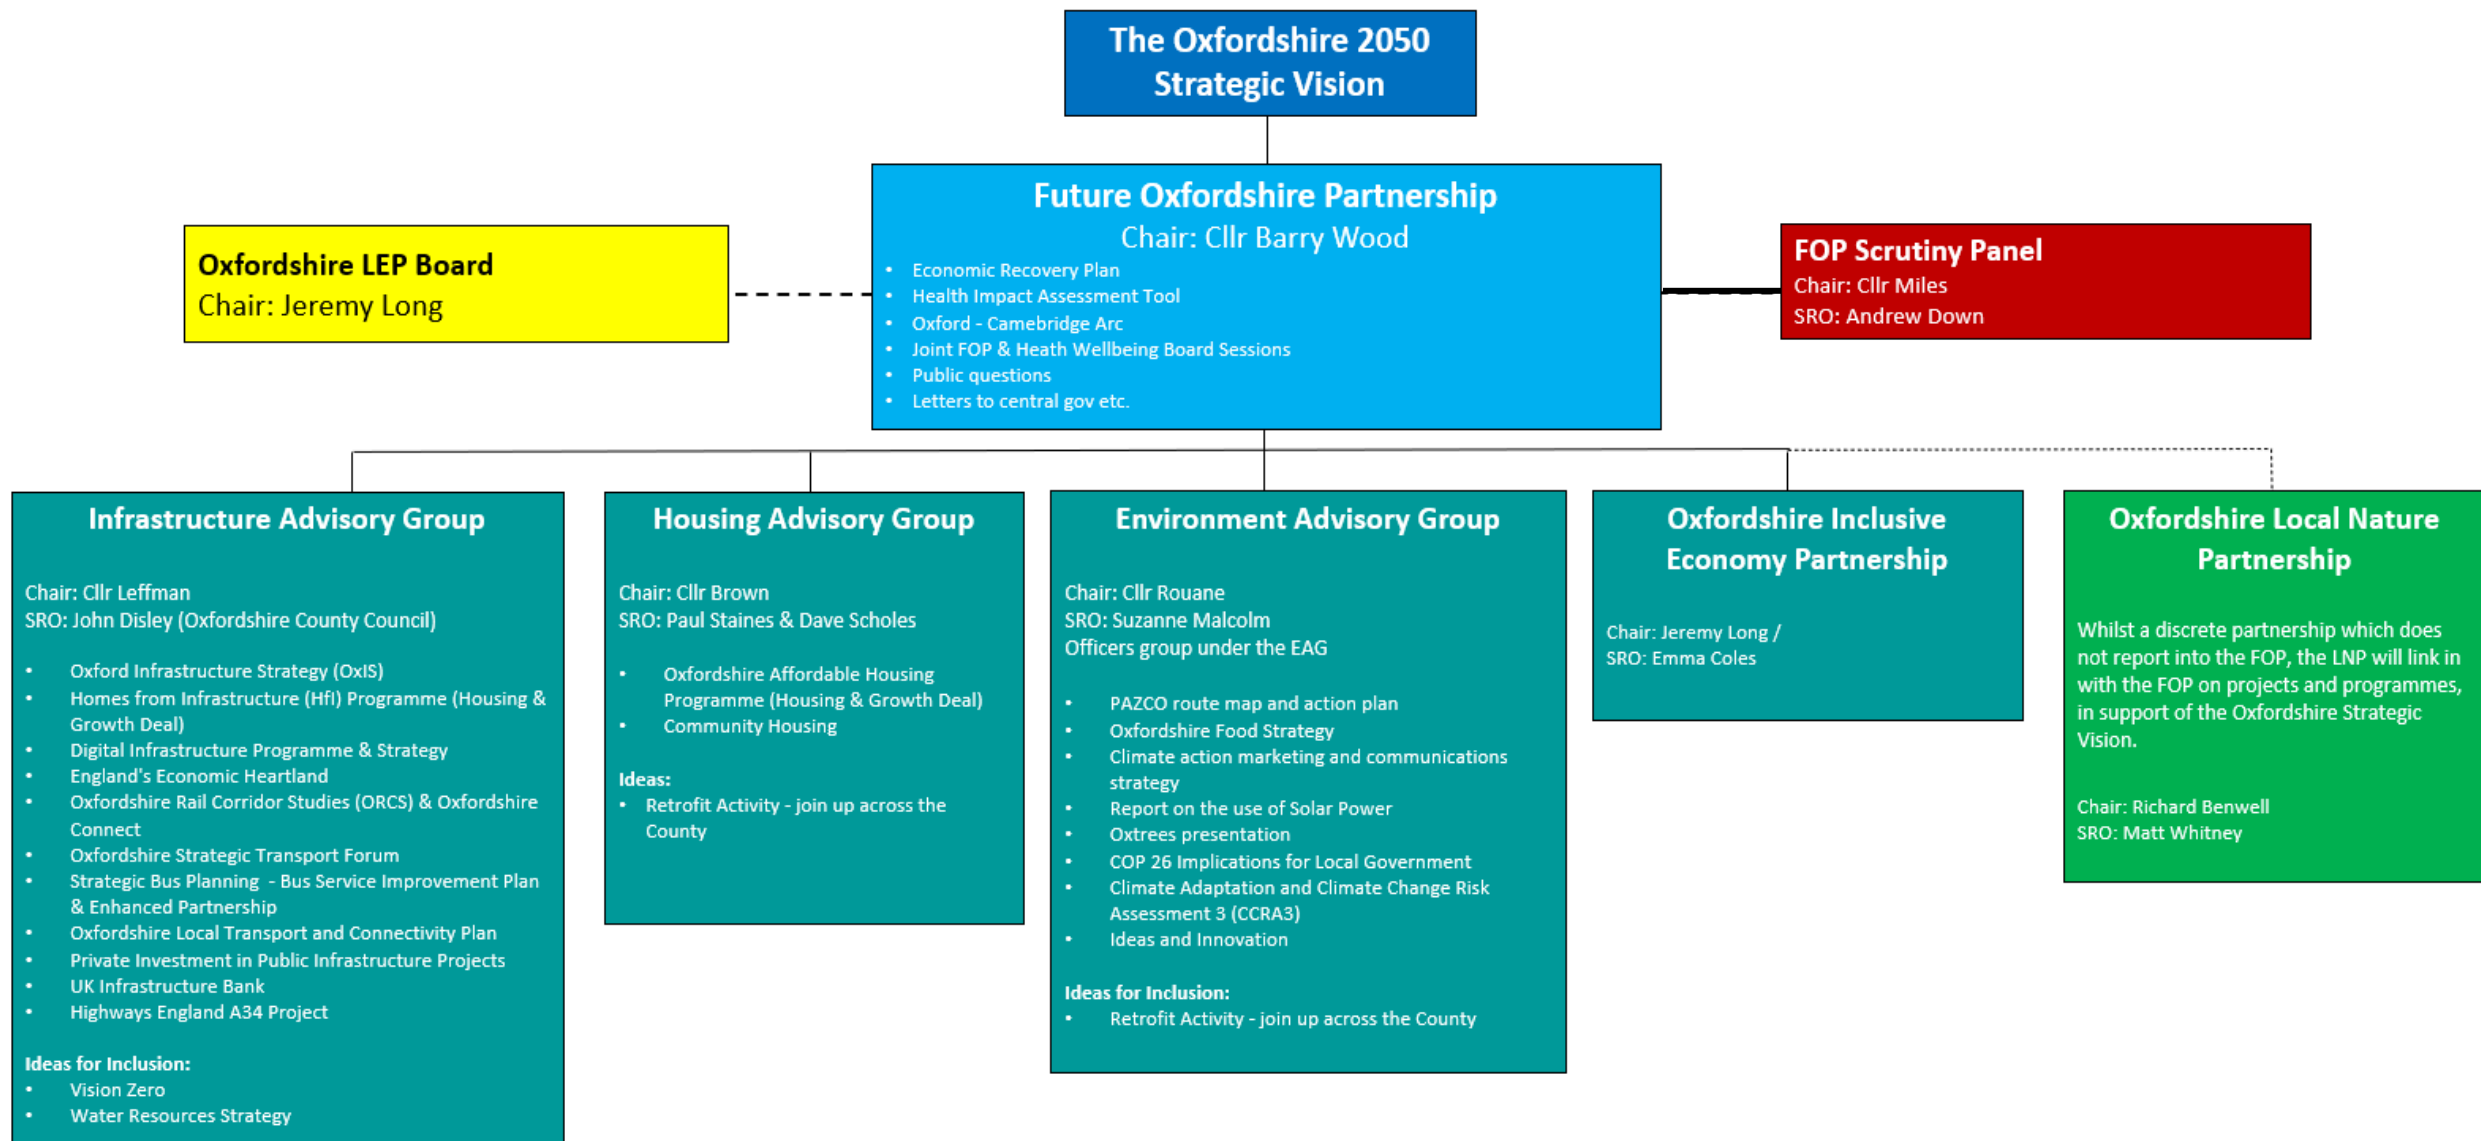 The Oxfordshire 2050
Strategic Vision
Future Oxfordshire Partnership
Chair: Cllr Barry Wood
• Economic Recovery Plan
• Health Impact Assessment Tool
• Oxford - Camebridge Arc
• Joint FOP & Heath Wellbeing Board Sessions
• Public questions
• Letters to central gov etc.
Oxfordshire LEP Board
Chair: Jeremy Long
FOP Scrutiny Panel
Chair: Cllr Miles
SRO: Andrew Down
Infrastructure Advisory Group
Chair: Cllr Leffman
SRO: John Disley (Oxfordshire County Council)
• Oxford Infrastructure Strategy (OxIS)
• Homes from Infrastructure (HfI) Programme (Housing &
Growth Deal)
• Digital Infrastructure Programme & Strategy
• England's Economic Heartland
• Oxfordshire Rail Corridor Studies (ORCS) & Oxfordshire
Connect
• Oxfordshire Strategic Transport Forum
• Strategic Bus Planning - Bus Service Improvement Plan
& Enhanced Partnership
• Oxfordshire Local Transport and Connectivity Plan
• Private Investment in Public Infrastructure Projects
• UK Infrastructure Bank
• Highways England A34 Project
Ideas for Inclusion:
• Vision Zero
• Water Resources Strategy
Housing Advisory Group
Chair: Cllr Brown
SRO: Paul Staines & Dave Scholes
• Oxfordshire Affordable Housing
Programme (Housing & Growth Deal)
• Community Housing
Ideas:
• Retrofit Activity - join up across the
County
Environment Advisory Group
Chair: Cllr Rouane
SRO: Suzanne Malcolm
Officers group under the EAG
• PAZCO route map and action plan
• Oxfordshire Food Strategy
• Climate action marketing and communications
strategy
• Report on the use of Solar Power
• Oxtrees presentation
• COP 26 Implications for Local Government
• Climate Adaptation and Climate Change Risk
Assessment 3 (CCRA3)
• Ideas and Innovation
Ideas for Inclusion:
• Retrofit Activity - join up across the County
Oxfordshire Inclusive
Economy Partnership
Chair: Jeremy Long /
SRO: Emma Coles
Oxfordshire Local Nature
Partnership
Whilst a discrete partnership which does
not report into the FOP, the LNP will link in
with the FOP on projects and programmes,
in support of the Oxfordshire Strategic
Vision.
Chair: Richard Benwell
SRO: Matt Whitney